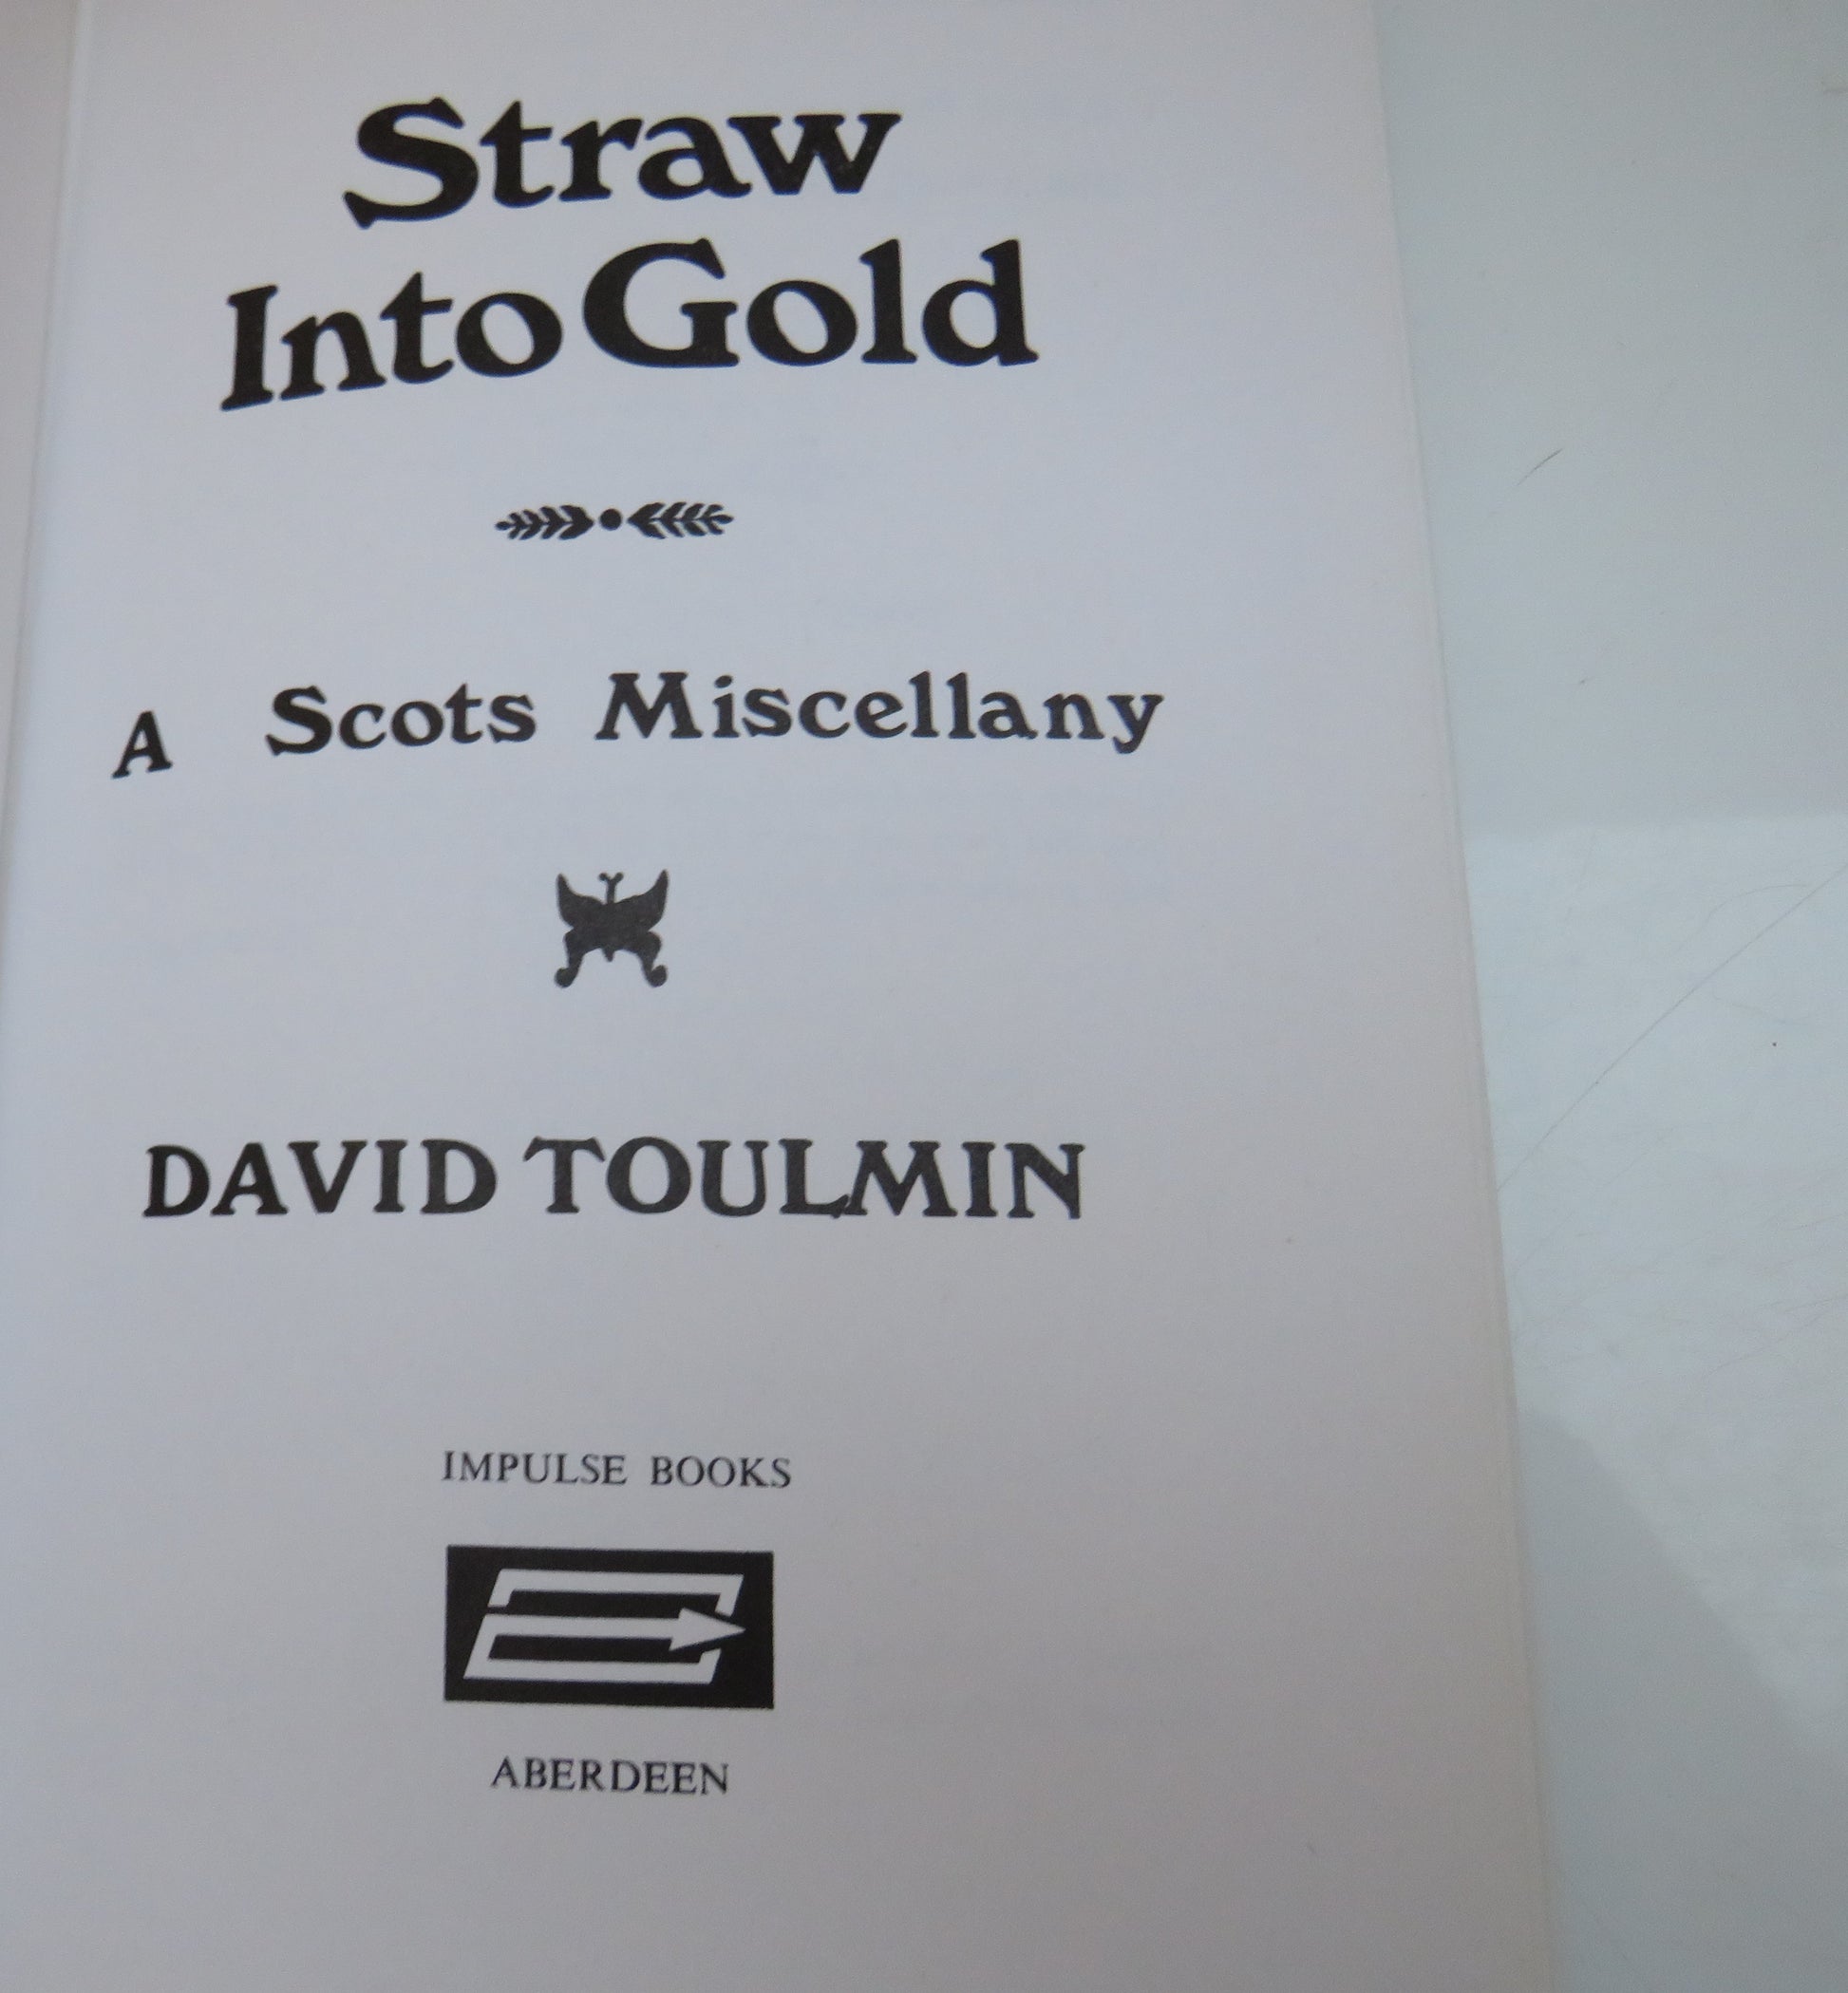 Straw
Into Gold
A Scots Miscellany
DAVID TOULMIN
IMPULSE BOOKS
ABERDEEN